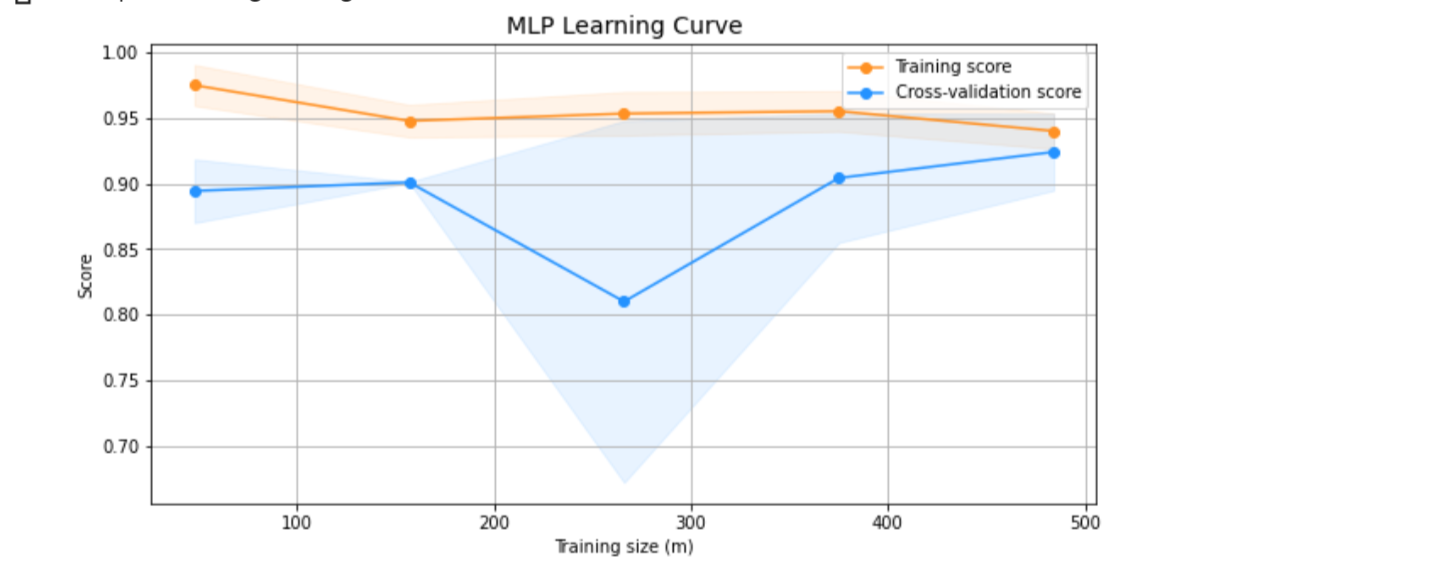 MLP Learning Curve
Training score
Cross-validation score
1.00
0.95
0.90
0.85
0.80
0.75
0.70
Score
100 200 300 400 500
Training size (m)